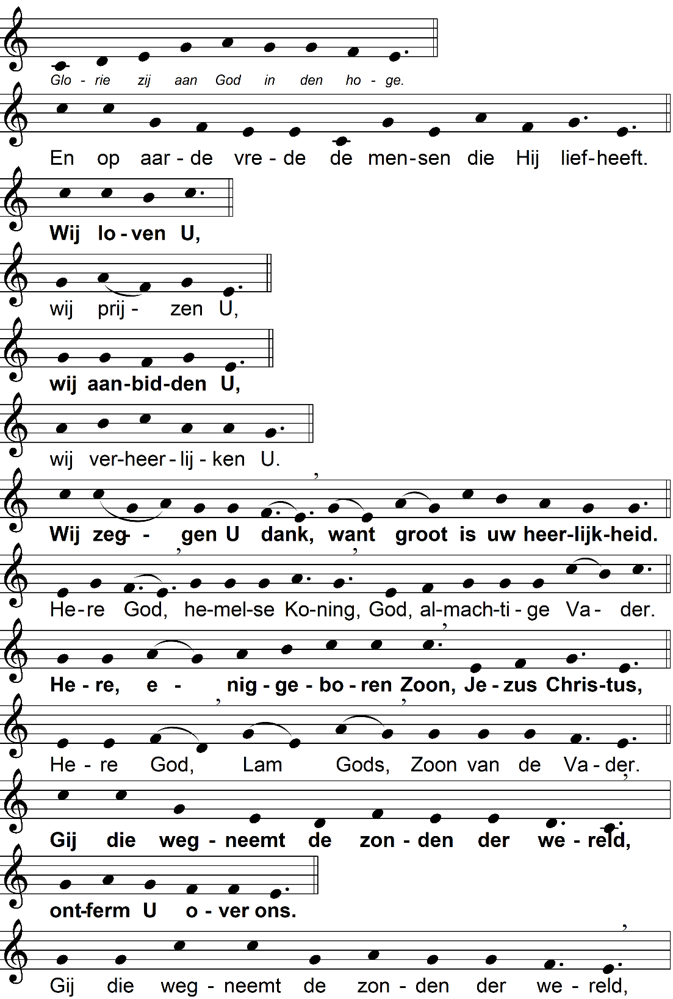 Glo - rie zij aan God in den ho - ge.
En op aar - de vre - de de men - sen die Hij lief - heeft.
Wij lo - ven U,
wij prij - zen U,
wij aan - bid - den U,
wij ver - heer - lij - ken U.
Wij zeg - gen U dank, want groot is uw heer - lijk - heid.
He - re God, he - mel - se Ko - ning, God, al - mach - ti - ge Va - der.
He - re, e - nig - ge - bo - ren Zoon, Je - zus Chris - tus,
He - re God, Lam Gods, Zoon van de Va - der.
Gij die weg - neemt de zon - den der we - reld,
ont - ferm U o - ver ons.
Gij die weg - neemt de zon - den der we - reld,